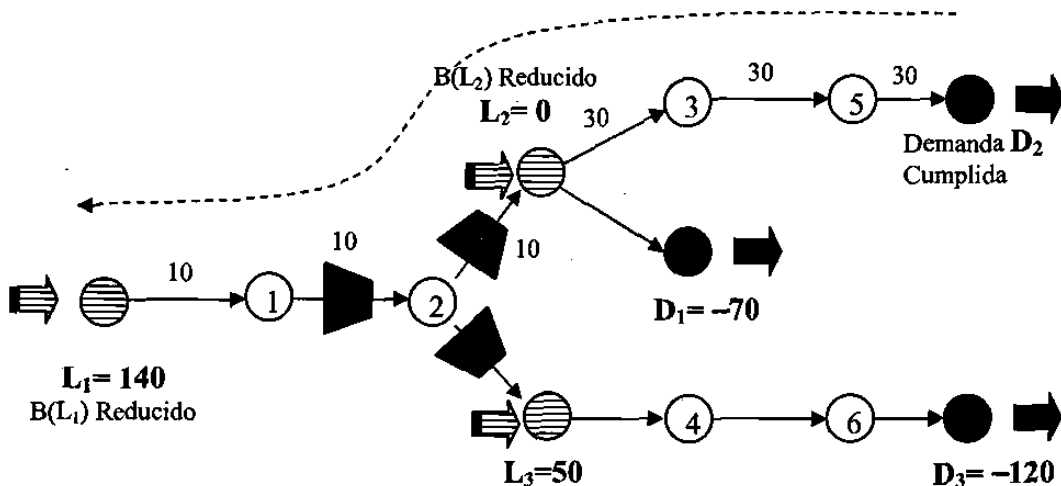 B(L₂) Reducido
L₂= 0
30
30
30
3
5
Demanda D₂
Cumplida
10
10
10
1
2
D₁= –70
L₁= 140
B(L₁) Reducido
4
6
L₃=50
D₃= –120